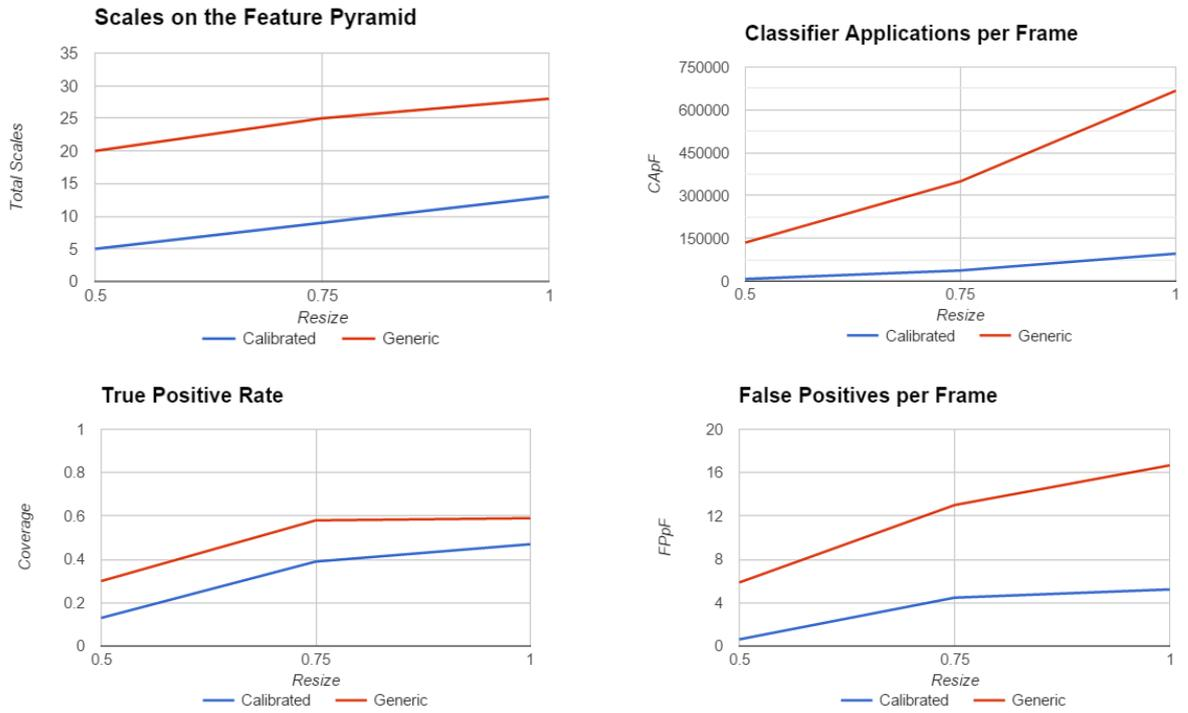 Scales on the Feature Pyramid
Total Scales
35
30
25
20
15
10
5
0
0.5 0.75 1
Resize
Calibrated Generic
Classifier Applications per Frame
CApF
750000
600000
450000
300000
150000
0
0.5 0.75 1
Resize
Calibrated Generic
True Positive Rate
Coverage
1
0.8
0.6
0.4
0.2
0
0.5 0.75 1
Resize
Calibrated Generic
False Positives per Frame
FPpF
20
16
12
8
4
0
0.5 0.75 1
Resize
Calibrated Generic